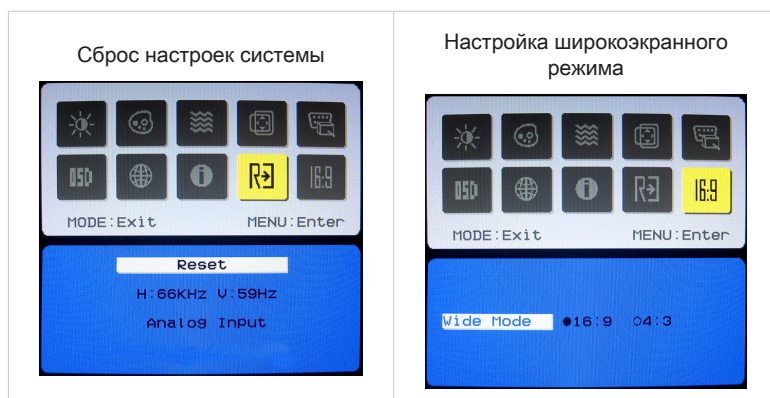 Сброс настроек системы
OSD
16:9
MODE:Exit
MENU:Enter
Reset
H:66KHz V:59Hz
Analog Input
Настройка широкоэкранного
режима
OSD
16:9
MODE:Exit
MENU:Enter
Wide Mode 16:9 4:3